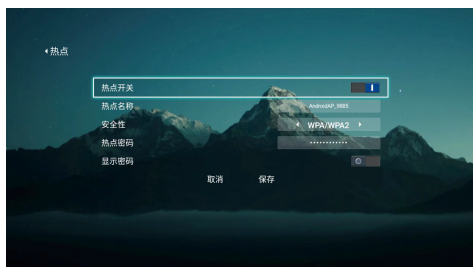 热点
热点开关
热点名称 AndroidAP_9885
安全性 WPA/WPA2
热点密码 ············
显示密码
取消 保存